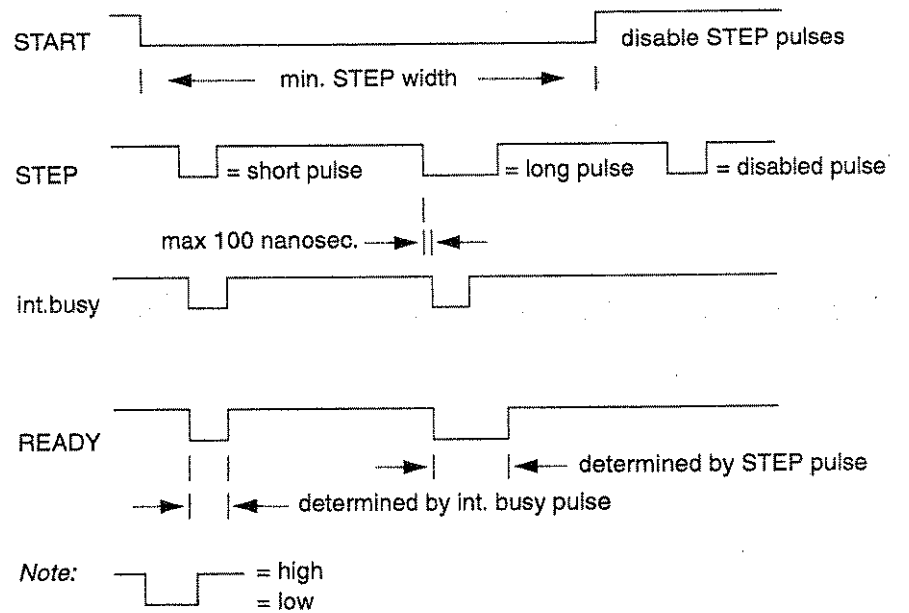 START
disable STEP pulses
min. STEP width
STEP
= short pulse
= long pulse
= disabled pulse
max 100 nanosec.
int.busy
READY
determined by STEP pulse
determined by int. busy pulse
Note:
= high
= low